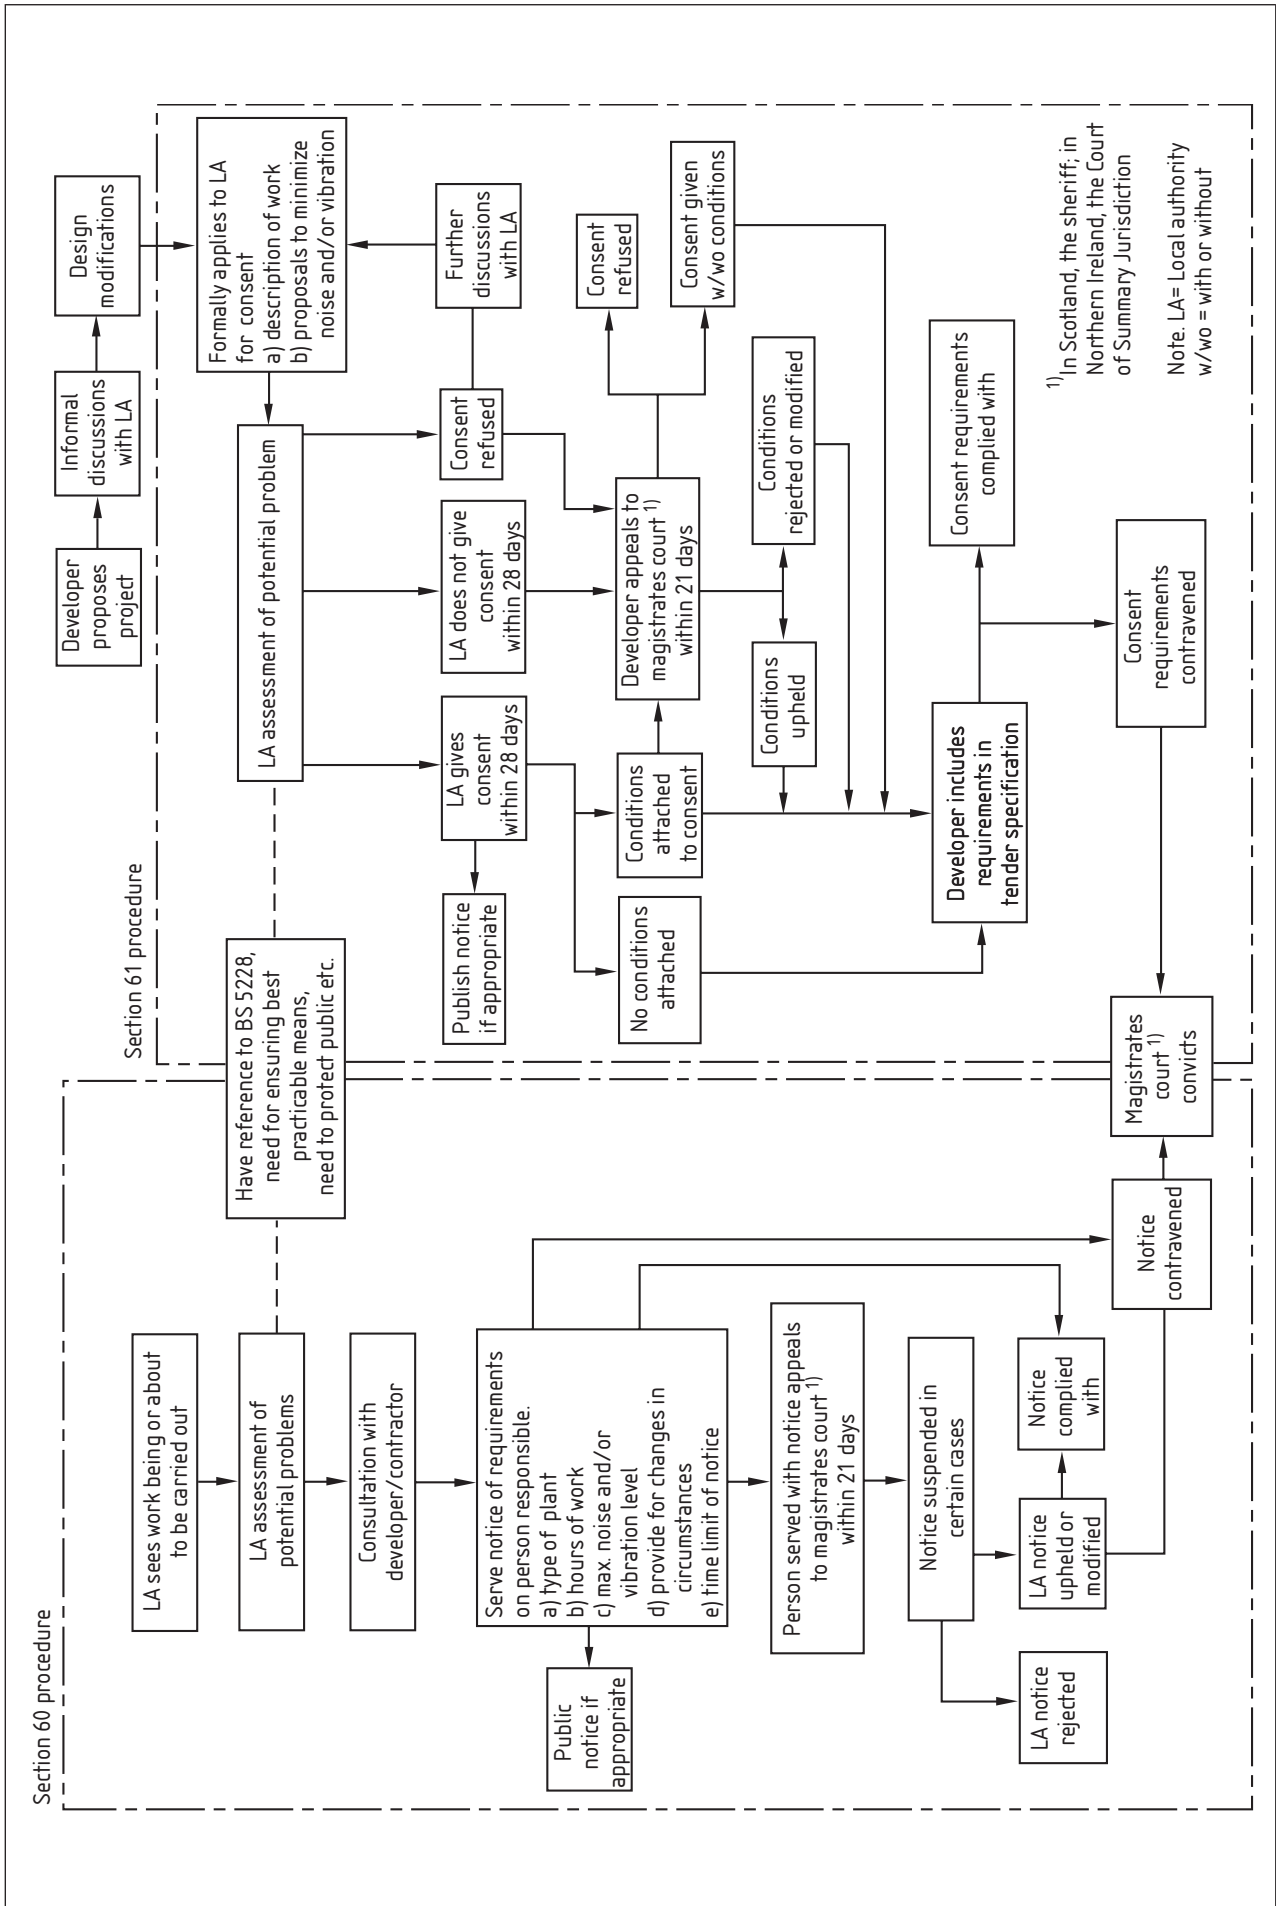 Section 60 procedure
LA sees work being or about
to be carried out
LA assessment of
potential problems
Consultation with
developer/contractor
Serve notice of requirements
on person responsible.
a) type of plant
b) hours of work
c) max. noise and/or
vibration level
d) provide for changes in
circumstances
e) time limit of notice
Public
notice if
appropriate
Person served with notice appeals
to magistrates court 1)
within 21 days
Notice suspended in
certain cases
LA notice
rejected
LA notice
upheld or
modified
Notice
complied
with
Notice
contravened
Have reference to BS 5228,
need for ensuring best
practicable means,
need to protect public etc.
Magistrates
court 1)
convicts
Section 61 procedure
Developer
proposes
project
Informal
discussions
with LA
Design
modifications
Formally applies to LA
for consent
a) description of work
b) proposals to minimize
noise and/or vibration
LA assessment of potential problem
LA gives
consent
within 28 days
LA does not give
consent
within 28 days
Consent
refused
Further
discussions
with LA
Publish notice
if appropriate
No conditions
attached
Conditions
attached
to consent
Developer appeals to
magistrates court 1)
within 21 days
Consent
refused
Consent given
w/wo conditions
Conditions
upheld
Conditions
rejected or modified
Developer includes
requirements in
tender specification
Consent requirements
complied with
Consent
requirements
contravened
1) In Scotland, the sheriff; in
Northern Ireland, the Court
of Summary Jurisdiction
Note. LA= Local authority
w/wo = with or without